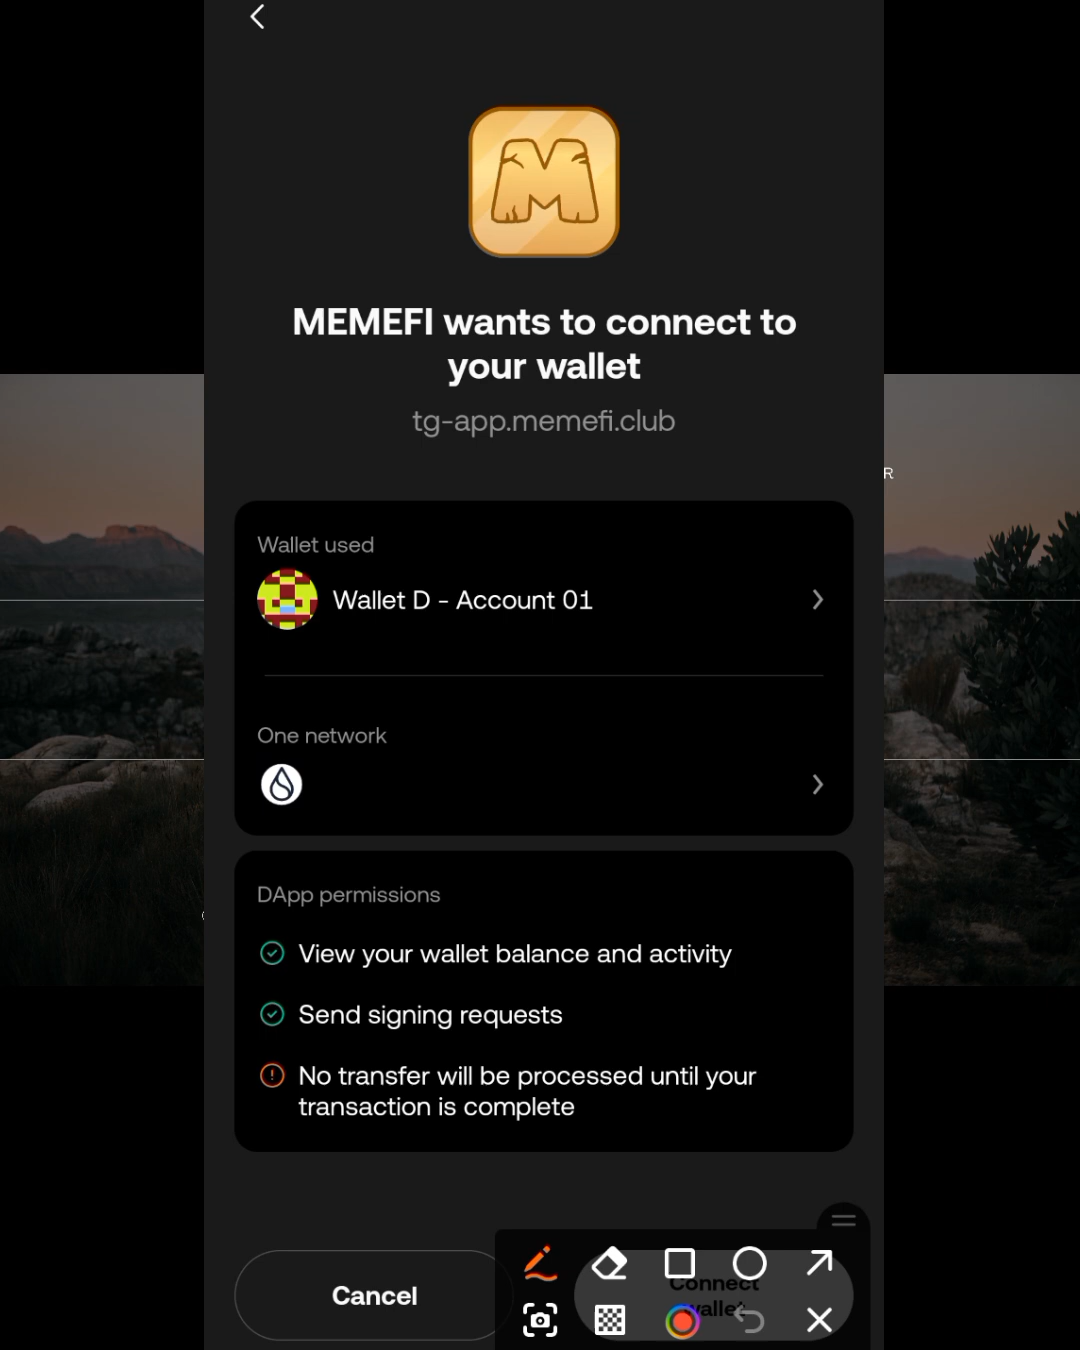 M
MEMEFI wants to connect to
your wallet
tg-app.memefi.club
R
Wallet used
Wallet D - Account 01
One network
DApp permissions
View your wallet balance and activity
Send signing requests
No transfer will be processed until your
transaction is complete
Cancel
Connect
wallet